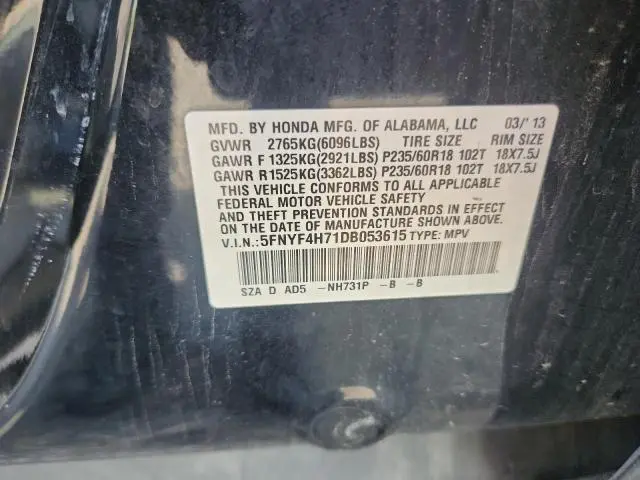 MFD. BY HONDA MFG. OF ALABAMA, LLC 03/'13
GVWR 2765KG(6096LBS) TIRE SIZE RIM SIZE
GAWR F 1325KG(2921LBS) P235/60R18 102T 18X7.5J
GAWR R1525KG(3362LBS) P235/60R18 102T 18X7.5J
THIS VEHICLE CONFORMS TO ALL APPLICABLE
FEDERAL MOTOR VEHICLE SAFETY
AND THEFT PREVENTION STANDARDS IN EFFECT
ON THE DATE OF MANUFACTURE SHOWN ABOVE.
V.I.N.: 5FNYF4H71DB053615 TYPE: MPV
SZA D AD5 -NH731P -B -B